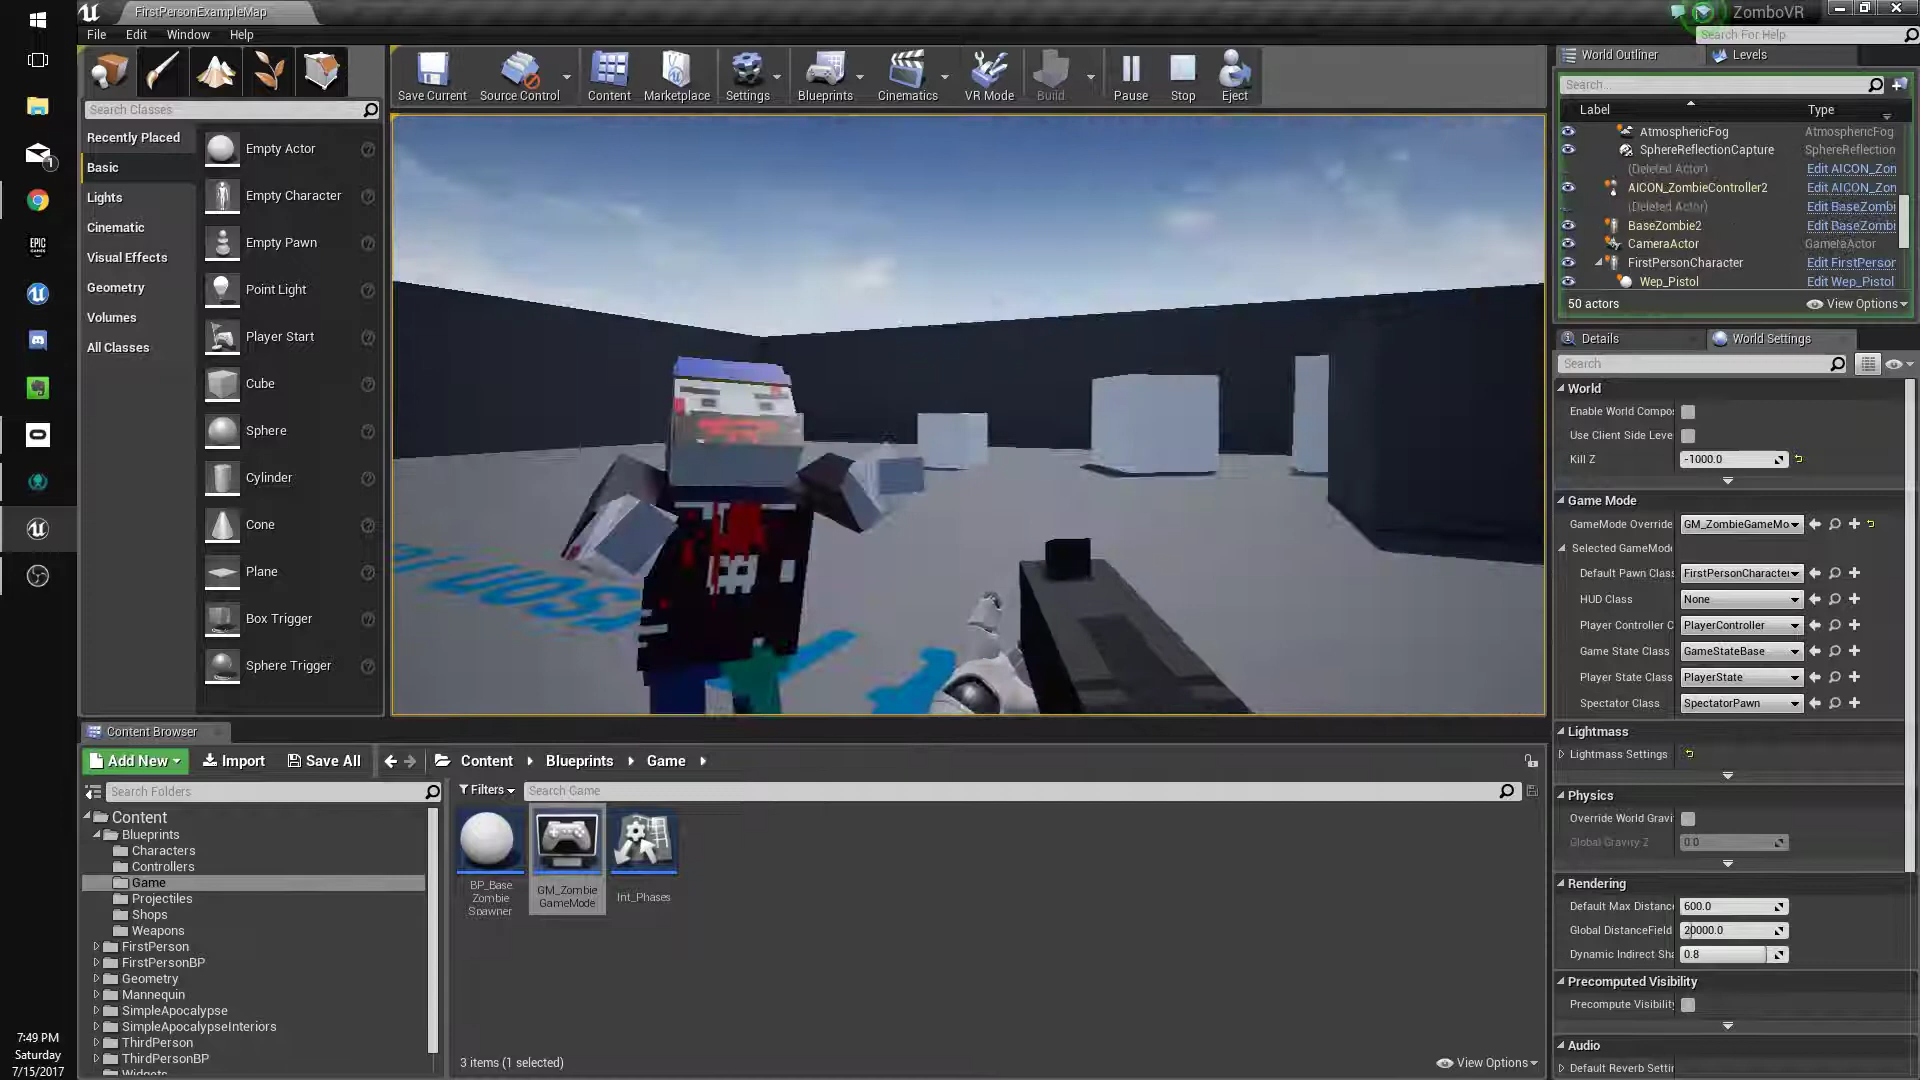 FirstPersonExampleMap
ZomboVR
File Edit Window Help
Search For Help
Search Classes
Recently Placed
Basic
Lights
Cinematic
Visual Effects
Geometry
Volumes
All Classes
Empty Actor
Empty Character
Empty Pawn
Point Light
Player Start
Cube
Sphere
Cylinder
Cone
Plane
Box Trigger
Sphere Trigger
Save Current
Source Control
Content
Marketplace
Settings
Blueprints
Cinematics
VR Mode
Build
Pause
Stop
Eject
World Outliner
Levels
Search...
Label Type
AtmosphericFog AtmosphericFog
SphereReflectionCapture SphereReflection
(Deleted Actor) Edit AICON_Zon
AICON_ZombieController2 Edit AICON_Zon
(Deleted Actor) Edit BaseZombi
BaseZombie2 Edit BaseZombi
CameraActor CameraActor
FirstPersonCharacter Edit FirstPerson
Wep_Pistol Edit Wep_Pistol
50 actors
View Options
Details
World Settings
Search
World
Enable World Compos
Use Client Side Leve
Kill Z -1000.0
Game Mode
GameMode Override GM_ZombieGameMo
Selected GameMode
Default Pawn Class FirstPersonCharacter
HUD Class None
Player Controller C PlayerController
Game State Class GameStateBase
Player State Class PlayerState
Spectator Class SpectatorPawn
Lightmass
Lightmass Settings
Physics
Override World Gravi
Global Gravity Z 0.0
Rendering
Default Max Distance 600.0
Global DistanceField 20000.0
Dynamic Indirect Sha 0.8
Precomputed Visibility
Precompute Visibility
Audio
Default Reverb Settin
Content Browser
Add New Import Save All
Content Blueprints Game
Search Folders
Filters
Search Game
Content
Blueprints
Characters
Controllers
Game
Projectiles
Shops
Weapons
FirstPerson
FirstPersonBP
Geometry
Mannequin
SimpleApocalypse
SimpleApocalypseInteriors
ThirdPerson
ThirdPersonBP
Widgets
BP_Base
Zombie
Spawner
GM_Zombie
GameMode
Int_Phases
3 items (1 selected)
View Options
1
EPIC
GAMES
7:49 PM
Saturday
7/15/2017